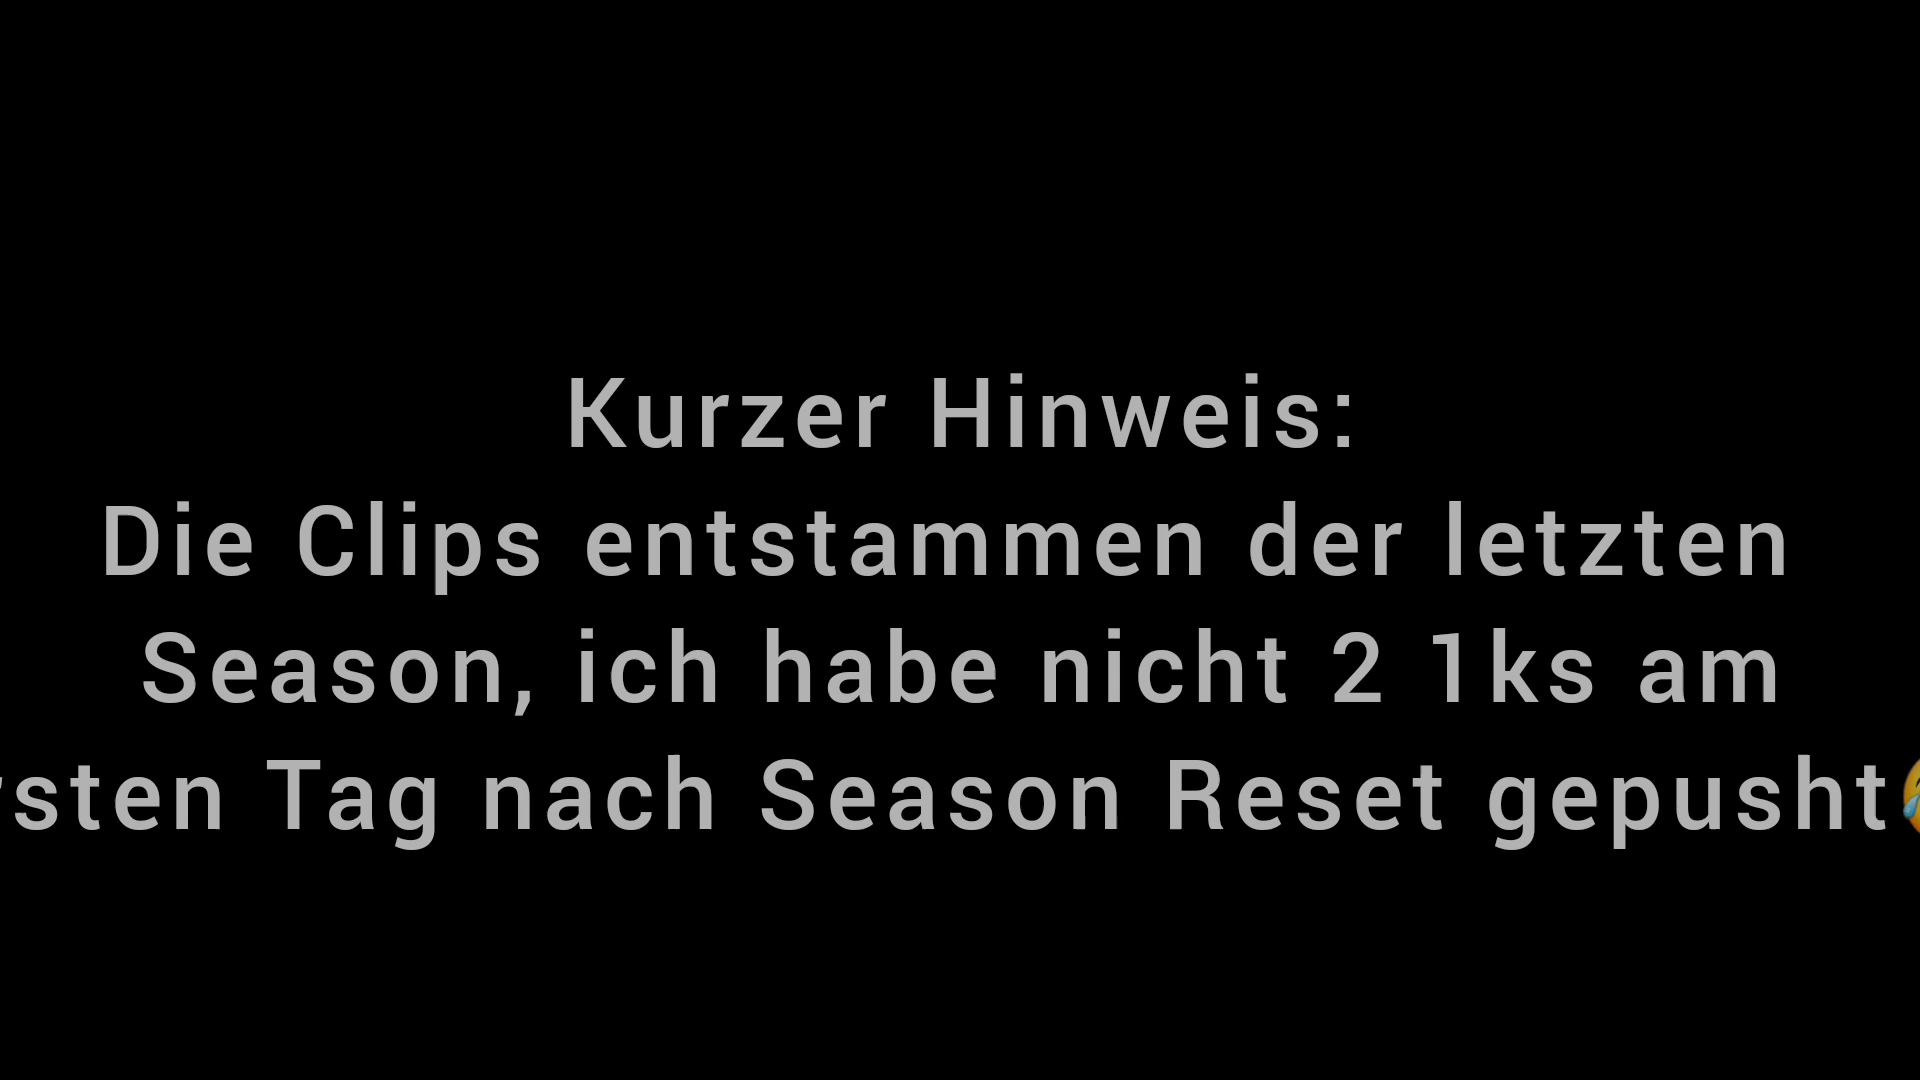 Kurzer Hinweis:
Die Clips entstammen der letzten
Season, ich habe nicht 2 1ks am
rsten Tag nach Season Reset gepusht😂